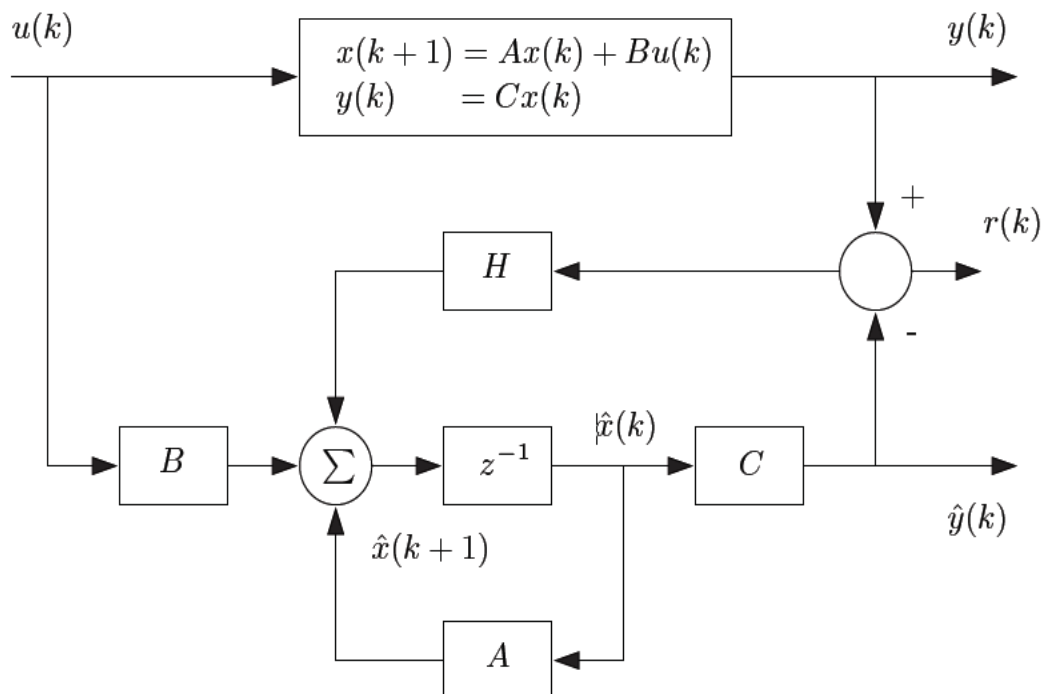 u(k)
x(k + 1) = Ax(k) + Bu(k)
y(k) = Cx(k)
y(k)
+
r(k)
H
-
x̂(k)
B
∑
z⁻¹
C
ŷ(k)
x̂(k + 1)
A